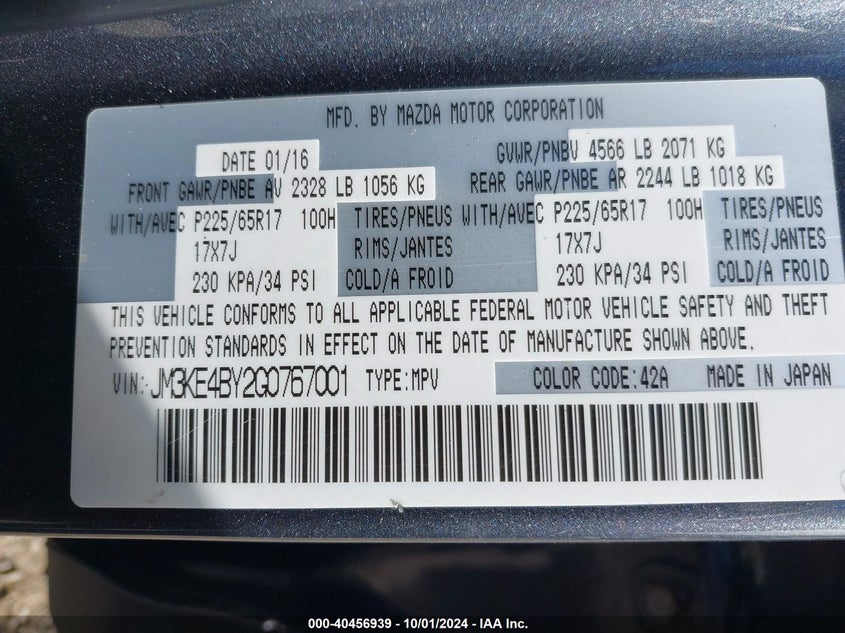 MFD. BY MAZDA MOTOR CORPORATION
DATE 01/16 GVWR/PNBV 4566 LB 2071 KG
FRONT GAWR/PNBE AV 2328 LB 1056 KG REAR GAWR/PNBE AR 2244 LB 1018 KG
WITH/AVEC P225/65R17 100H TIRES/PNEUS WITH/AVEC P225/65R17 100H TIRES/PNEUS
17X7J RIMS/JANTES 17X7J RIMS/JANTES
230 KPA/34 PSI COLD/A FROID 230 KPA/34 PSI COLD/A FROID
THIS VEHICLE CONFORMS TO ALL APPLICABLE FEDERAL MOTOR VEHICLE SAFETY AND THEFT
PREVENTION STANDARDS IN EFFECT ON THE DATE OF MANUFACTURE SHOWN ABOVE.
VIN: JM3KE4BY2G0767001 TYPE:MPV COLOR CODE:42A MADE IN JAPAN
000-40456939 - 10/01/2024 - IAA Inc.